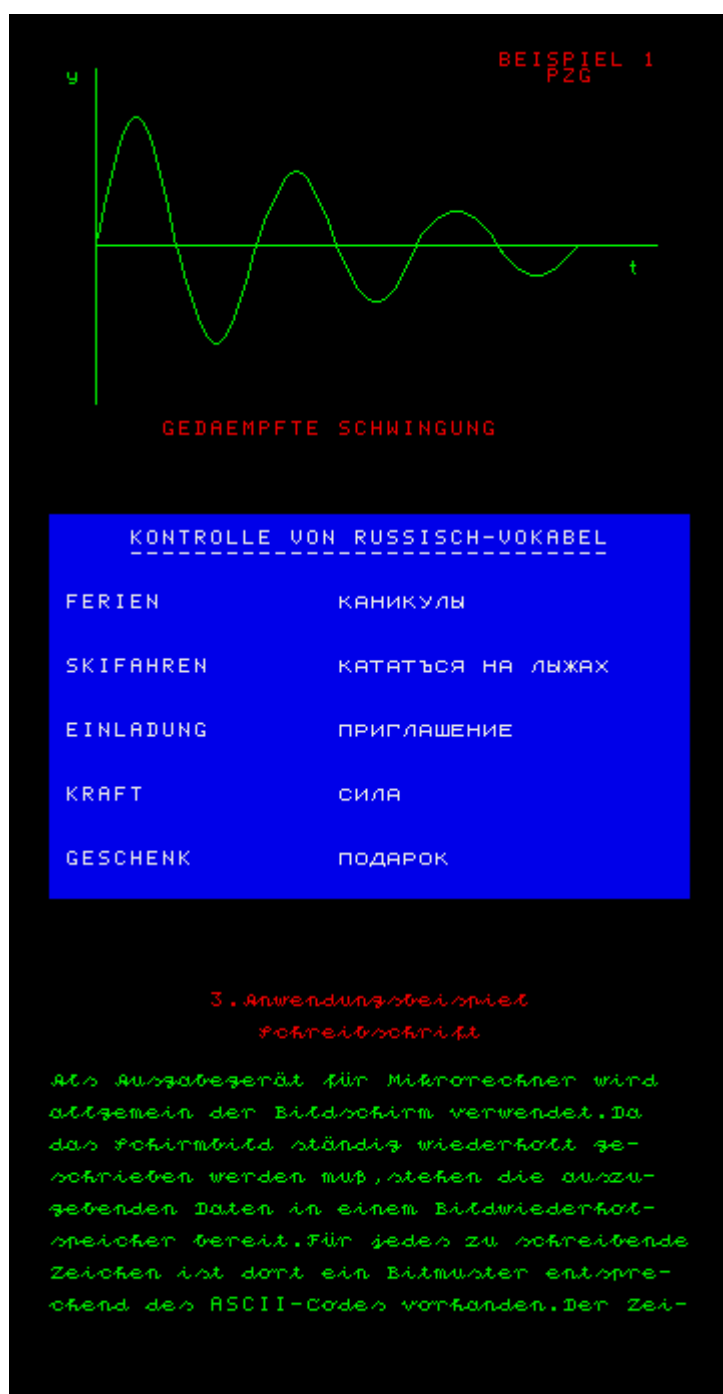 BEISPIEL 1
PZG
y
t
GEDAEMPFTE SCHWINGUNG
KONTROLLE VON RUSSISCH-VOKABEL
FERIEN КАНИКУЛЫ
SKIFAHREN КАТАТЪСЯ НА ЛЫЖАХ
EINLADUNG ПРИГЛАШЕНИЕ
KRAFT СИЛА
GESCHENK ПОДАРОК
3.Anwendungsbeispiel
Schreibschrift
Als Ausgabegerät für Mikrorechner wird
allgemein der Bildschirm verwendet.Da
das Schirmbild ständig wiederholt ge-
schrieben werden muß,stehen die auszu-
gebenden Daten in einem Bildwiederhol-
speicher bereit.Für jedes zu schreibende
Zeichen ist dort ein Bitmuster entspre-
chend des ASCII-Codes vorhanden.Der Zei-